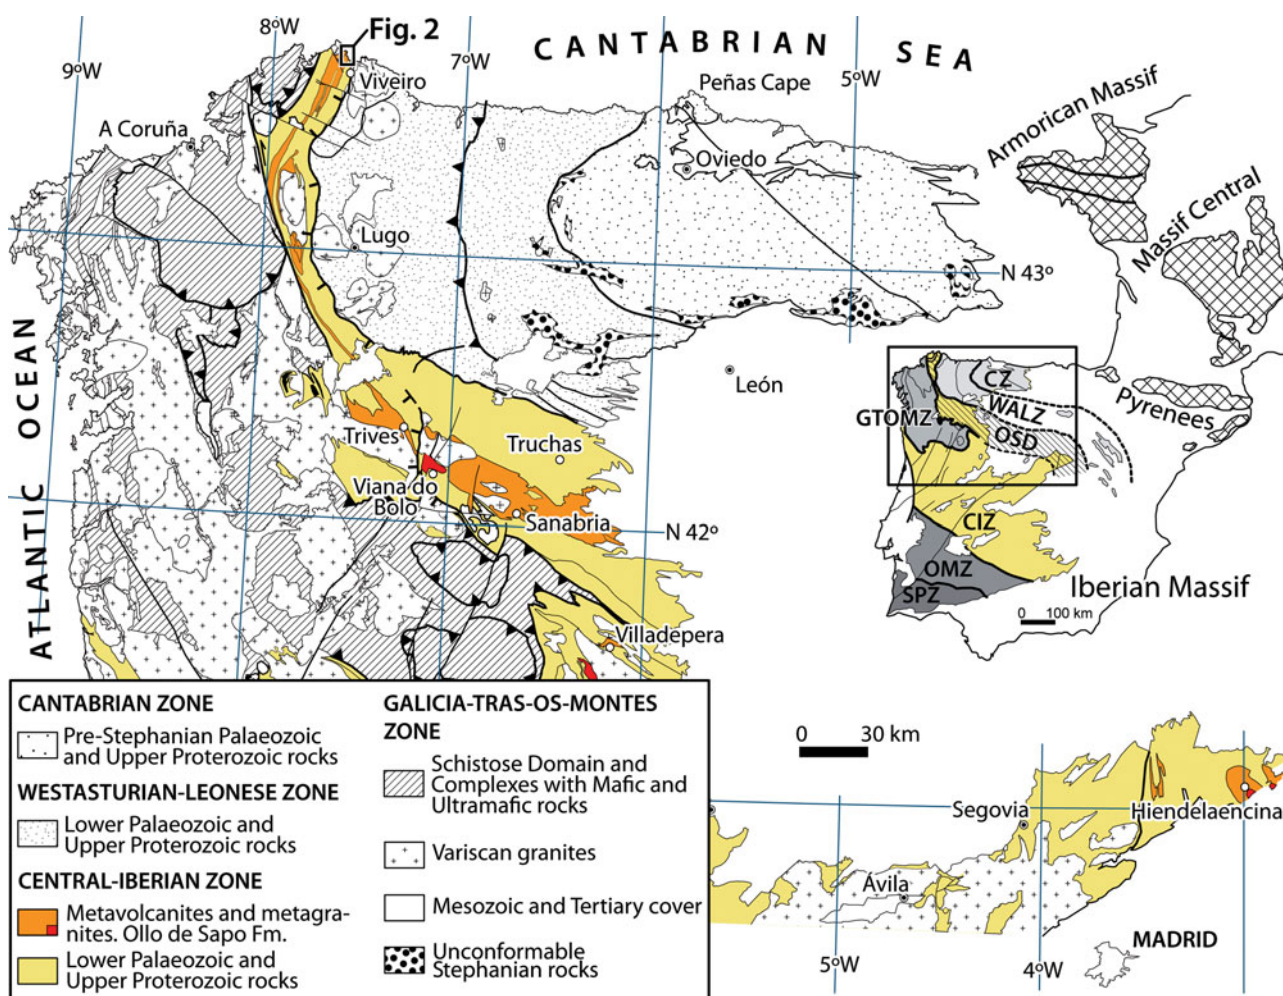 Fig. 2
CANTABRIAN SEA
8ºW
9ºW
7ºW
5ºW
Viveiro
Peñas Cape
A Coruña
Oviedo
Lugo
N 43º
León
Trives
Truchas
Viana do
Bolo
Sanabria
N 42º
Villadepera
ATLANTIC OCEAN
Armorican Massif
Massif Central
Pyrenees
CZ
WALZ
GTOMZ
OSD
CIZ
OMZ
SPZ
Iberian Massif
0 100 km
CANTABRIAN ZONE
Pre-Stephanian Palaeozoic
and Upper Proterozoic rocks
WESTASTURIAN-LEONESE ZONE
Lower Palaeozoic and
Upper Proterozoic rocks
CENTRAL-IBERIAN ZONE
Metavolcanites and metagra-
nites. Ollo de Sapo Fm.
Lower Palaeozoic and
Upper Proterozoic rocks
GALICIA-TRAS-OS-MONTES
ZONE
Schistose Domain and
Complexes with Mafic and
Ultramafic rocks
Variscan granites
Mesozoic and Tertiary cover
Unconformable
Stephanian rocks
0 30 km
Segovia
Hiendelaencina
Ávila
MADRID
5ºW
4ºW